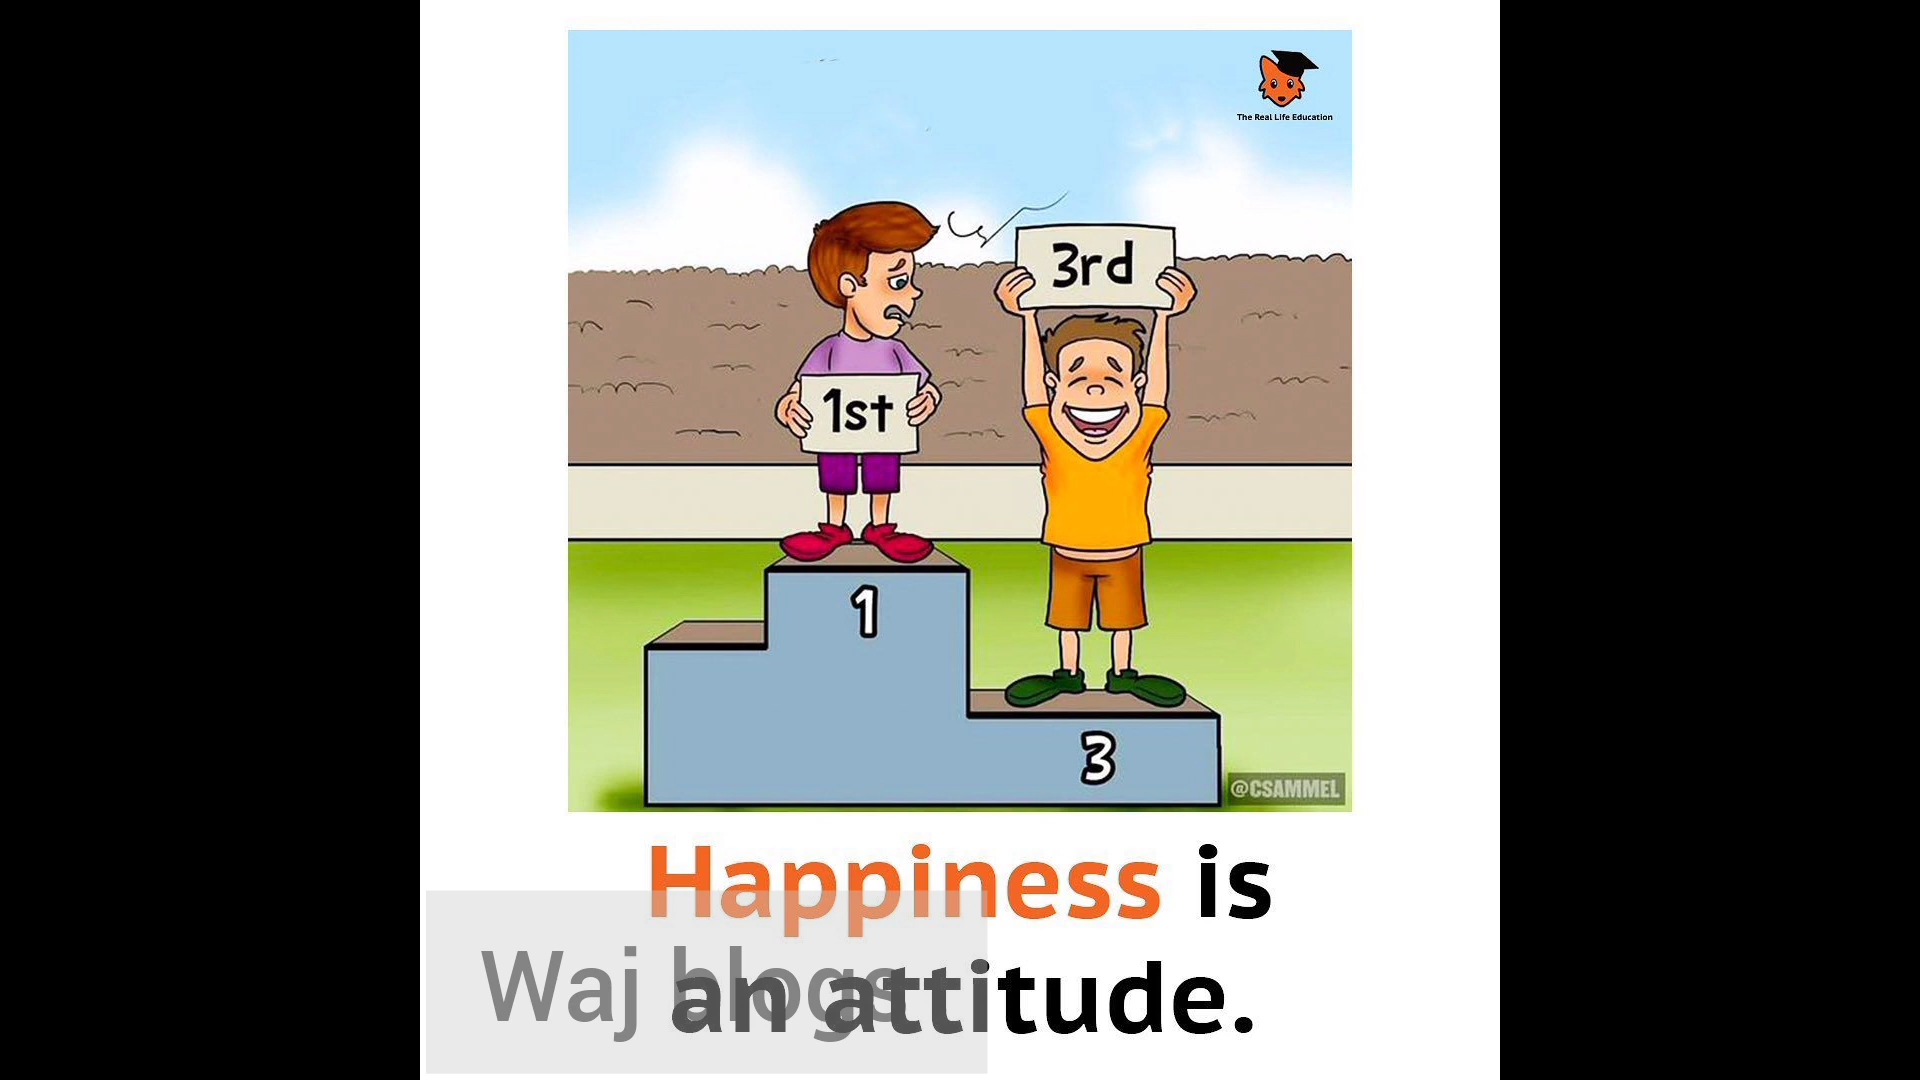 The Real Life Education
3rd
1st
1
3
@CSAMMEL
Happiness is
an attitude.
Waj blogs